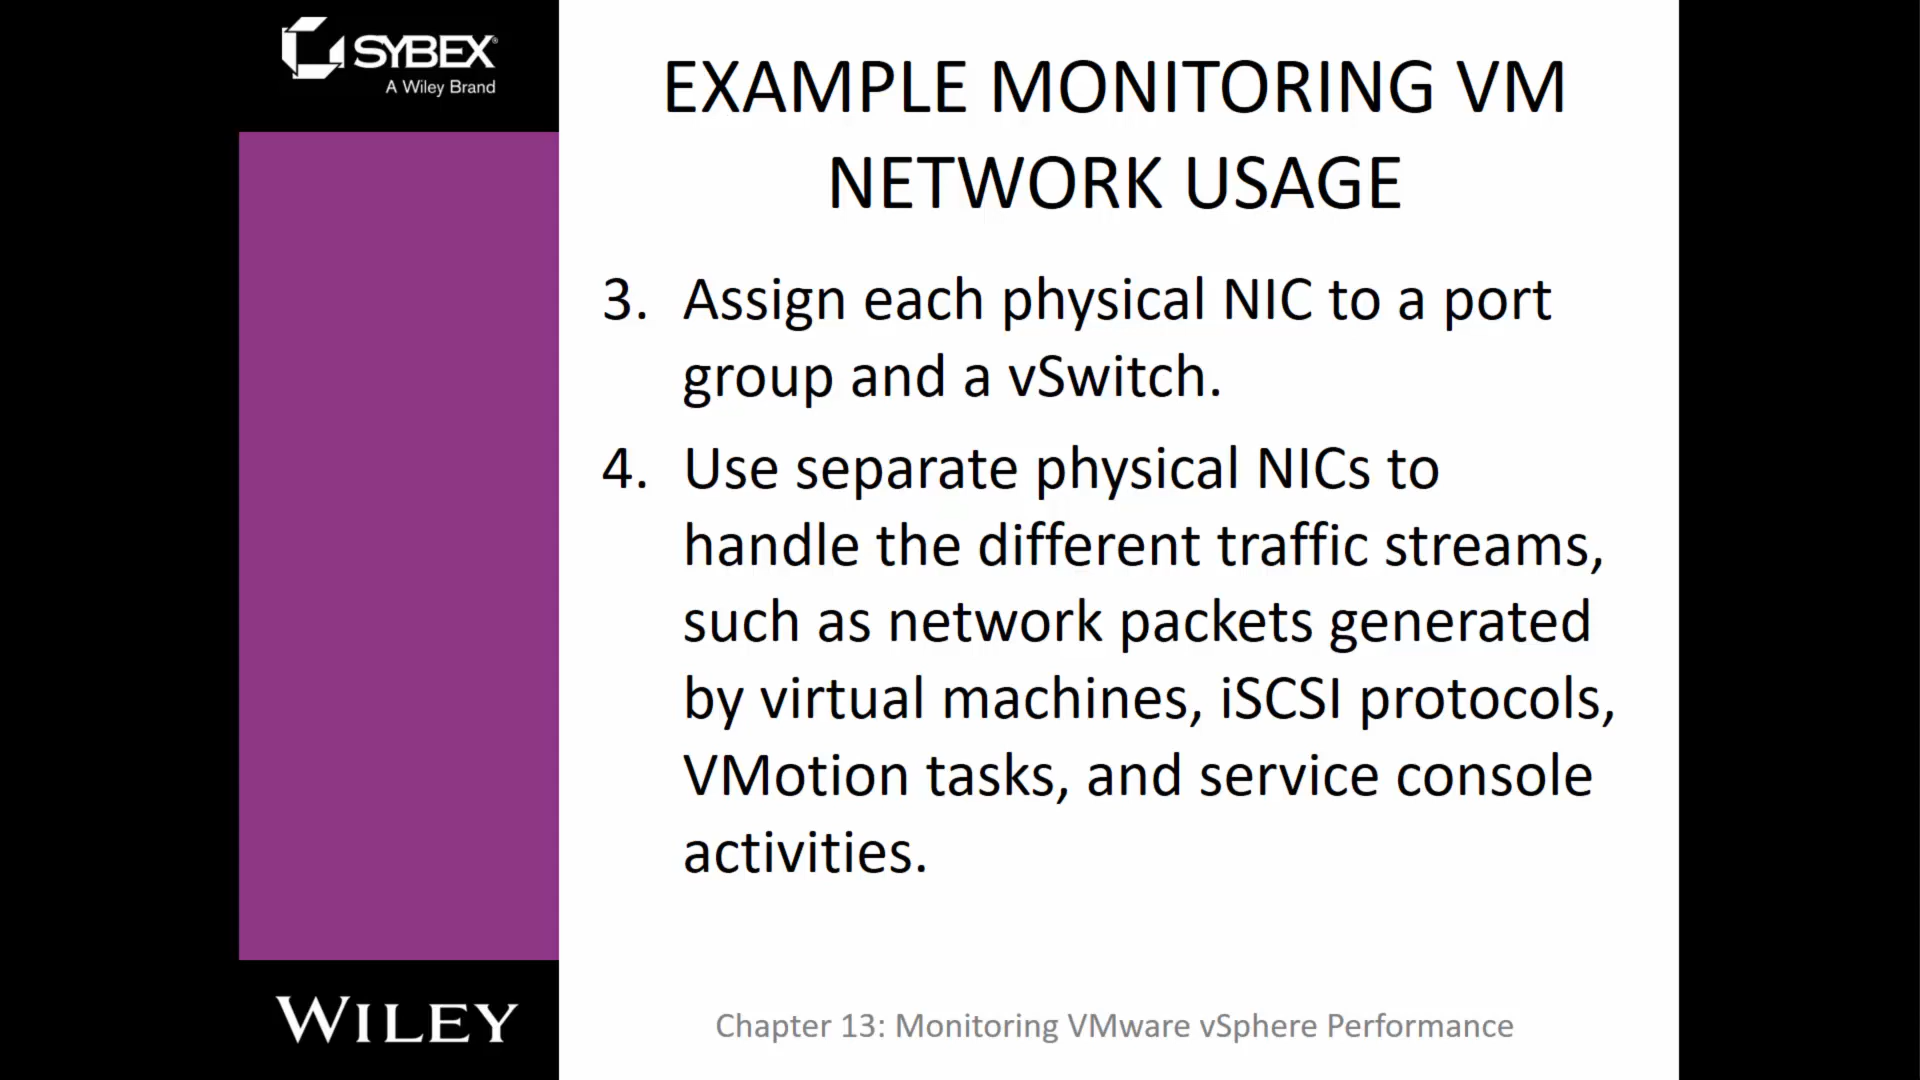 SYBEX®
A Wiley Brand
EXAMPLE MONITORING VM
NETWORK USAGE
3. Assign each physical NIC to a port
group and a vSwitch.
4. Use separate physical NICs to
handle the different traffic streams,
such as network packets generated
by virtual machines, iSCSI protocols,
VMotion tasks, and service console
activities.
WILEY
Chapter 13: Monitoring VMware vSphere Performance